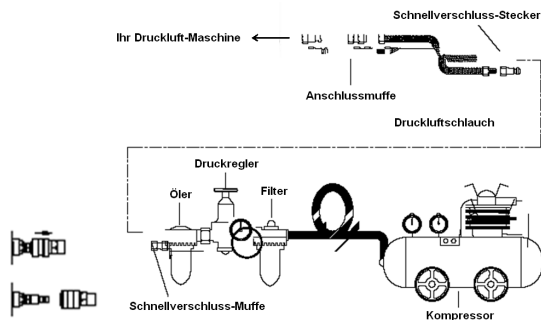 Schnellverschluss-Stecker
Ihr Druckluft-Maschine
Anschlussmuffe
Druckluftschlauch
Druckregler
Öler
Filter
Schnellverschluss-Muffe
Kompressor